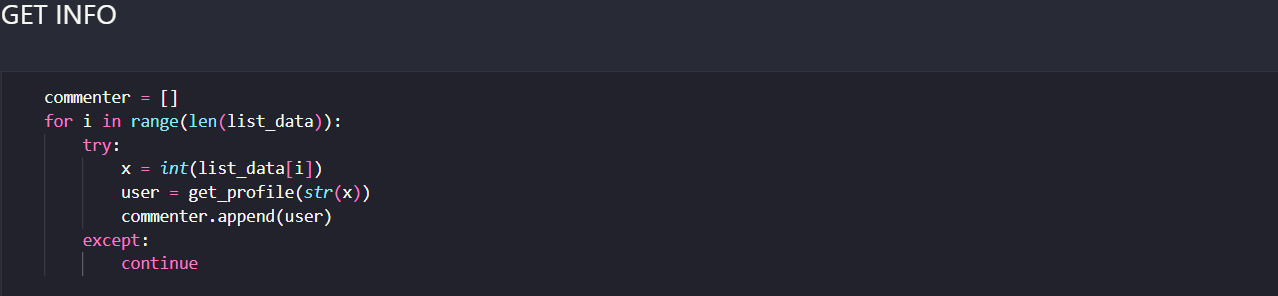 GET INFO
commenter = []
for i in range(len(list_data)):
    try:
        x = int(list_data[i])
        user = get_profile(str(x))
        commenter.append(user)
    except:
        continue